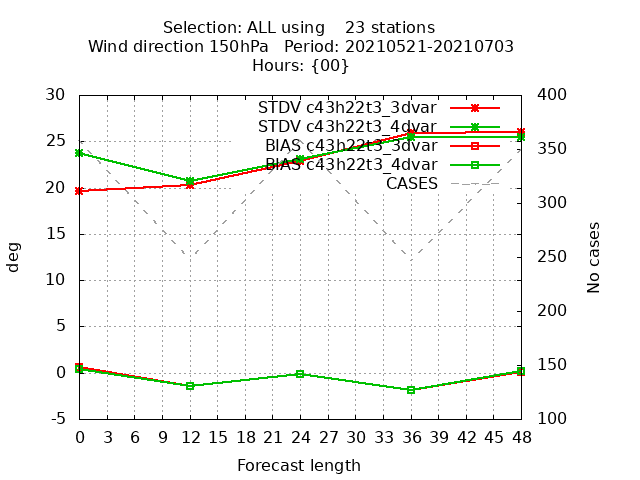 Selection: ALL using 23 stations
Wind direction 150hPa Period: 20210521-20210703
Hours: {00}
30
25
20
15
10
5
0
-5
deg
400
350
300
250
200
150
100
No cases
STDV c43h22t3_3dvar
STDV c43h22t3_4dvar
BIAS c43h22t3_3dvar
BIAS c43h22t3_4dvar
CASES
0 3 6 9 12 15 18 21 24 27 30 33 36 39 42 45 48
Forecast length